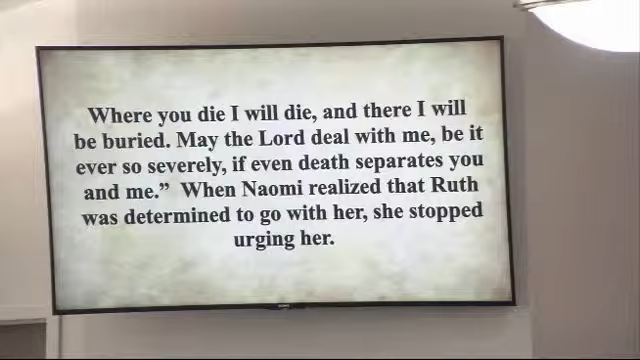 Where you die I will die, and there I will
be buried. May the Lord deal with me, be it
ever so severely, if even death separates you
and me.” When Naomi realized that Ruth
was determined to go with her, she stopped
urging her.